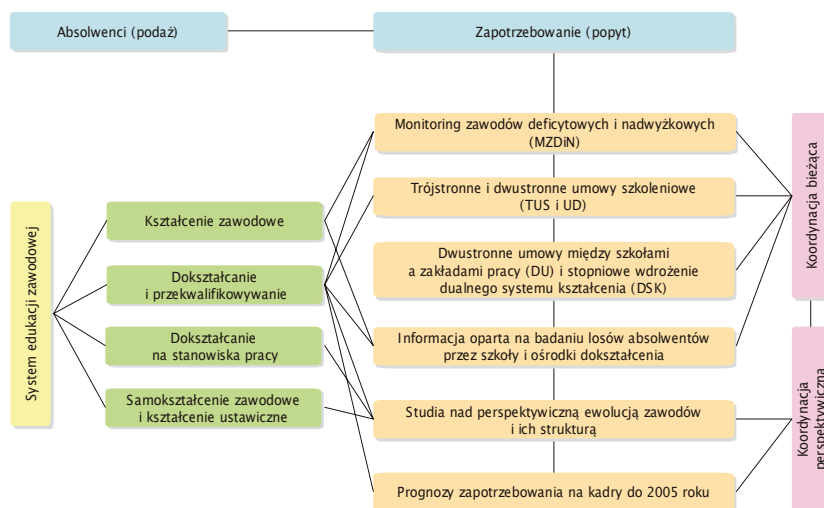 Absolwenci (podaż)
Zapotrzebowanie (popyt)
System edukacji zawodowej
Kształcenie zawodowe
Dokształcanie
i przekwalifikowywanie
Dokształcanie
na stanowiska pracy
Samokształcenie zawodowe
i kształcenie ustawiczne
Monitoring zawodów deficytowych i nadwyżkowych
(MZDiN)
Trójstronne i dwustronne umowy szkoleniowe
(TUS i UD)
Dwustronne umowy między szkołami
a zakładami pracy (DU) i stopniowe wdrożenie
dualnego systemu kształcenia (DSK)
Informacja oparta na badaniu losów absolwentów
przez szkoły i ośrodki dokształcenia
Studia nad perspektywiczną ewolucją zawodów
i ich strukturą
Prognozy zapotrzebowania na kadry do 2005 roku
Koordynacja bieżąca
Koordynacja
perspektywiczna